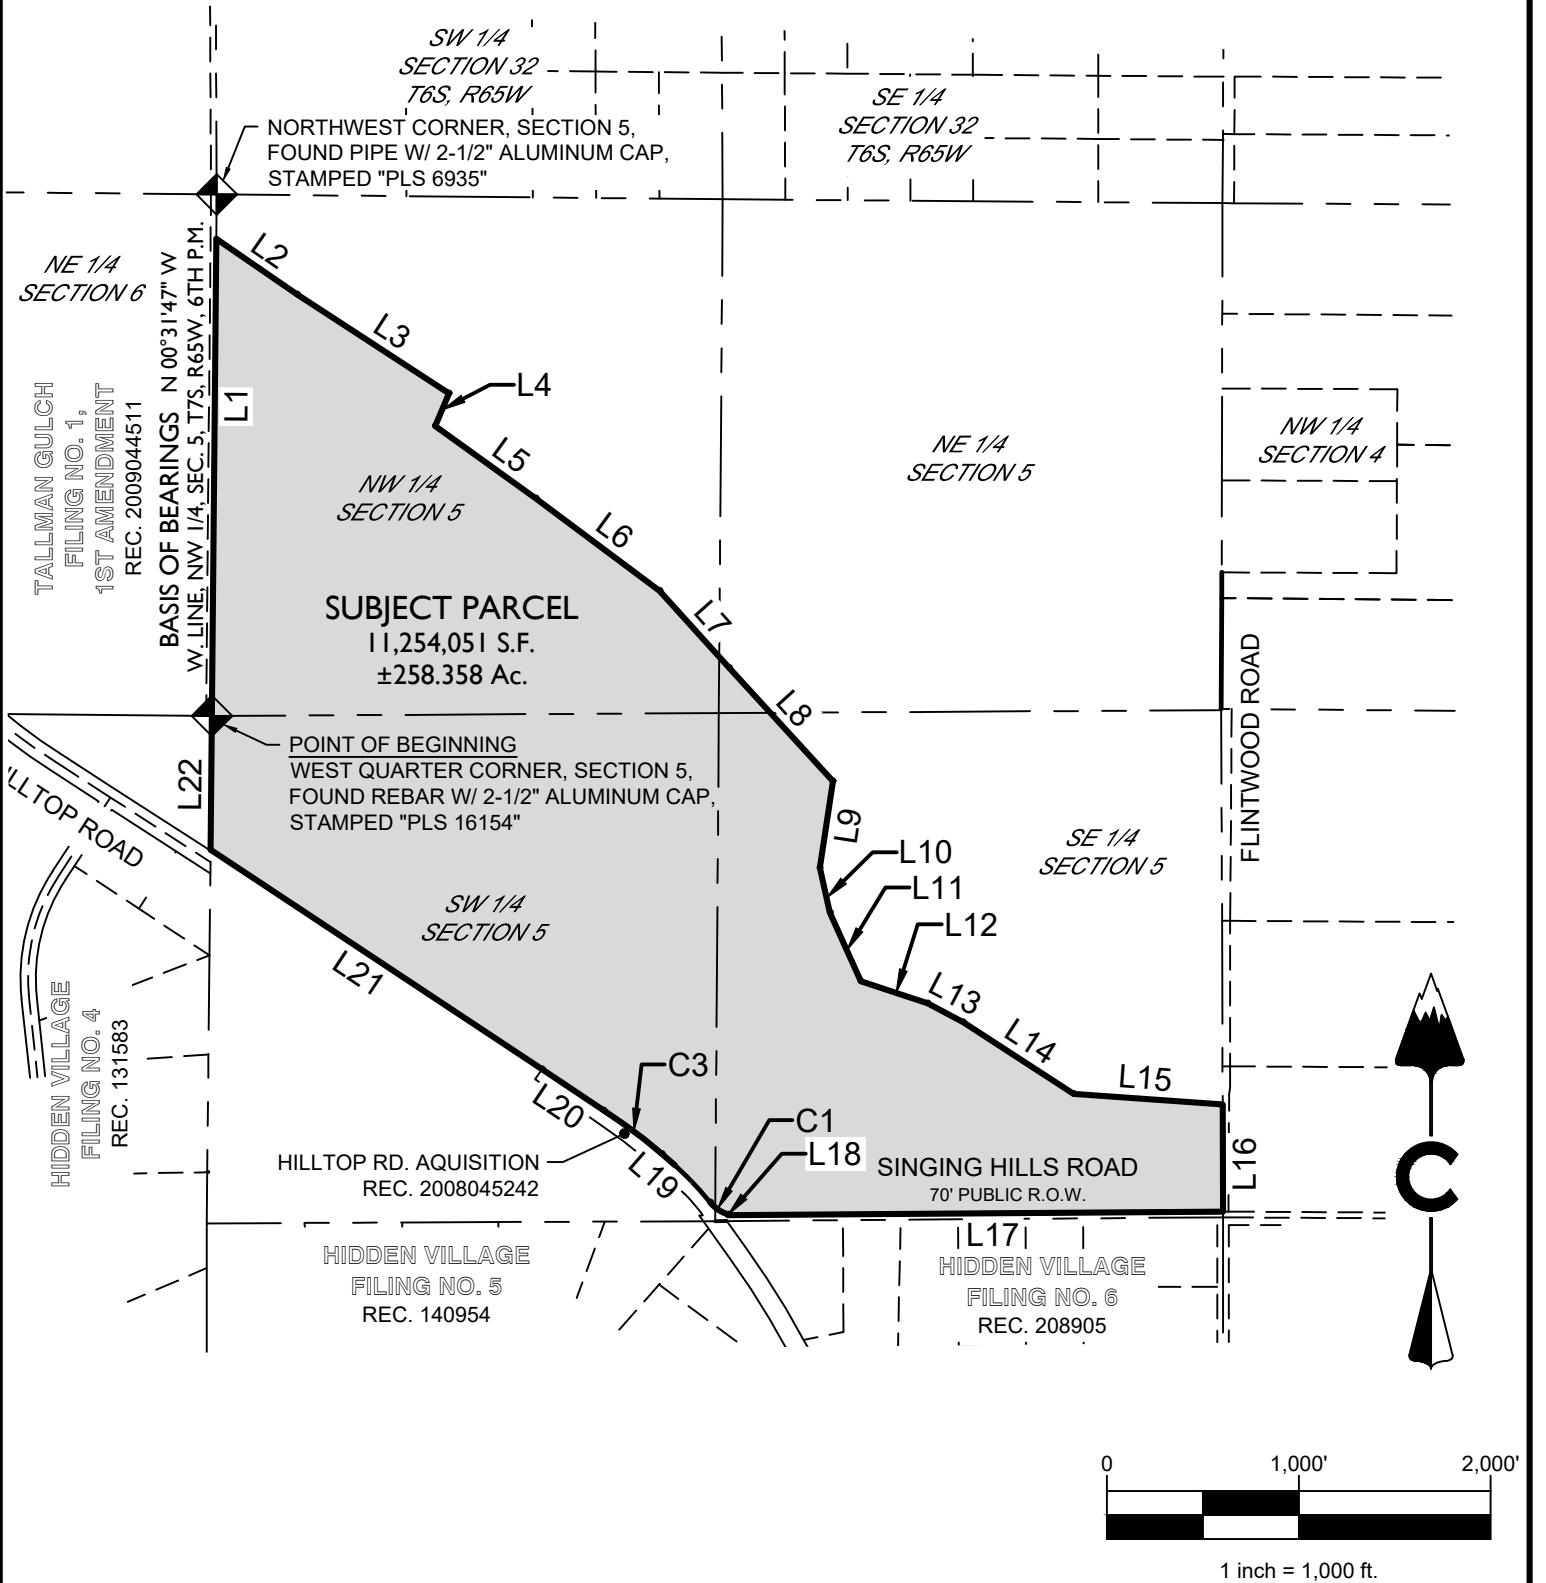 SW 1/4
SECTION 32
T6S, R65W
SE 1/4
SECTION 32
T6S, R65W
NORTHWEST CORNER, SECTION 5,
FOUND PIPE W/ 2-1/2" ALUMINUM CAP,
STAMPED "PLS 6935"
NE 1/4
SECTION 6
BASIS OF BEARINGS N 00°31'47" W
W. LINE, NW 1/4, SEC. 5, T7S, R65W, 6TH P.M.
TALLMAN GULCH
FILING NO. 1,
1ST AMENDMENT
REC. 2009044511
L1
L2
L3
L4
L5
L6
L7
L8
NW 1/4
SECTION 5
NE 1/4
SECTION 5
NW 1/4
SECTION 4
SUBJECT PARCEL
11,254,051 S.F.
±258.358 Ac.
POINT OF BEGINNING
WEST QUARTER CORNER, SECTION 5,
FOUND REBAR W/ 2-1/2" ALUMINUM CAP,
STAMPED "PLS 16154"
FLINTWOOD ROAD
L22
LLTOP ROAD
L9
L10
L11
L12
L13
L14
L15
L16
SE 1/4
SECTION 5
SW 1/4
SECTION 5
L21
HIDDEN VILLAGE
FILING NO. 4
REC. 131583
C3
L20
C1
L18
L19
HILLTOP RD. AQUISITION
REC. 2008045242
SINGING HILLS ROAD
70' PUBLIC R.O.W.
L17
HIDDEN VILLAGE
FILING NO. 5
REC. 140954
HIDDEN VILLAGE
FILING NO. 6
REC. 208905
C
0 1,000' 2,000'
1 inch = 1,000 ft.